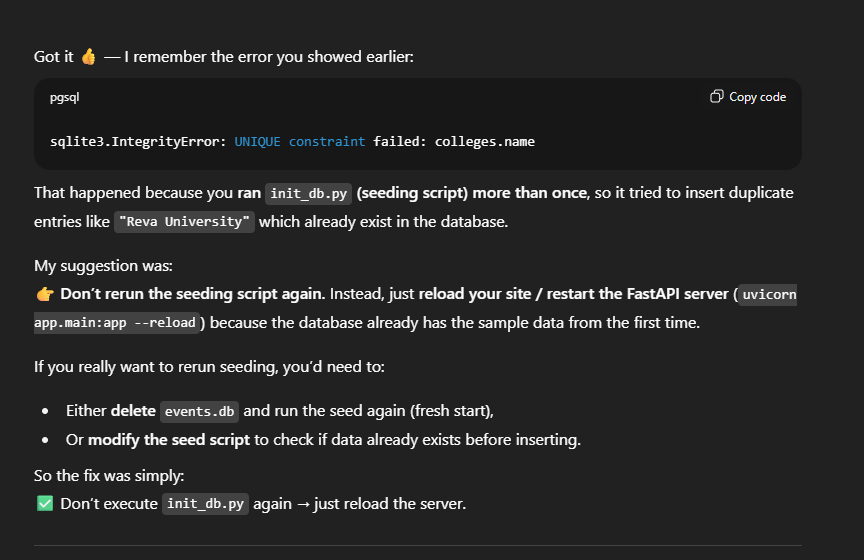 Got it 👍 — I remember the error you showed earlier:
pgsql
Copy code
sqlite3.IntegrityError: UNIQUE constraint failed: colleges.name
That happened because you ran init_db.py (seeding script) more than once, so it tried to insert duplicate
entries like "Reva University" which already exist in the database.
My suggestion was:
👉 Don’t rerun the seeding script again. Instead, just reload your site / restart the FastAPI server (uvicorn
app.main:app --reload) because the database already has the sample data from the first time.
If you really want to rerun seeding, you’d need to:
• Either delete events.db and run the seed again (fresh start),
• Or modify the seed script to check if data already exists before inserting.
So the fix was simply:
✅ Don’t execute init_db.py again → just reload the server.